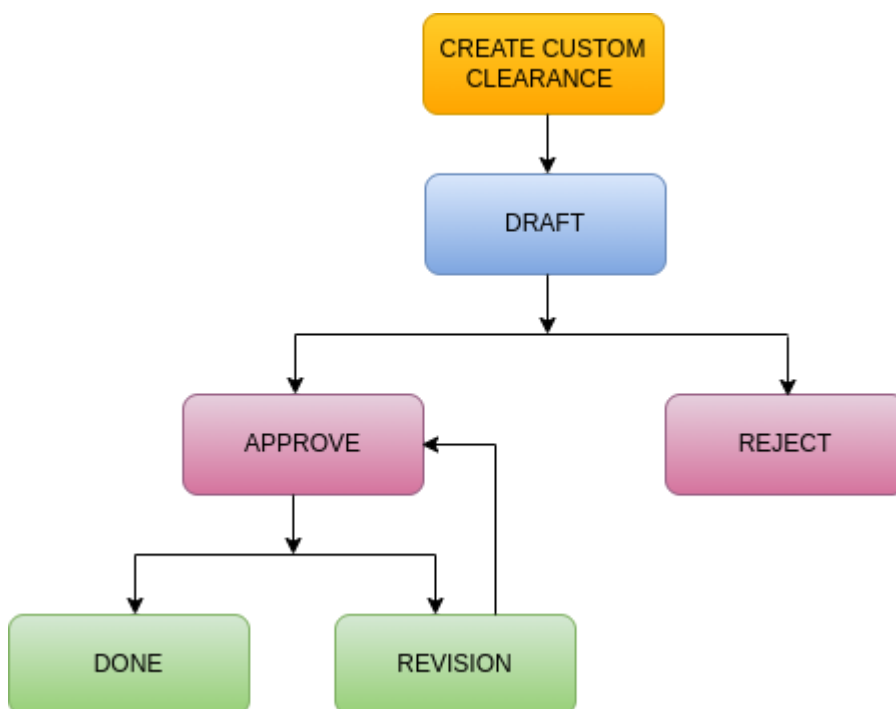 CREATE CUSTOM
CLEARANCE
DRAFT
APPROVE
REJECT
DONE
REVISION